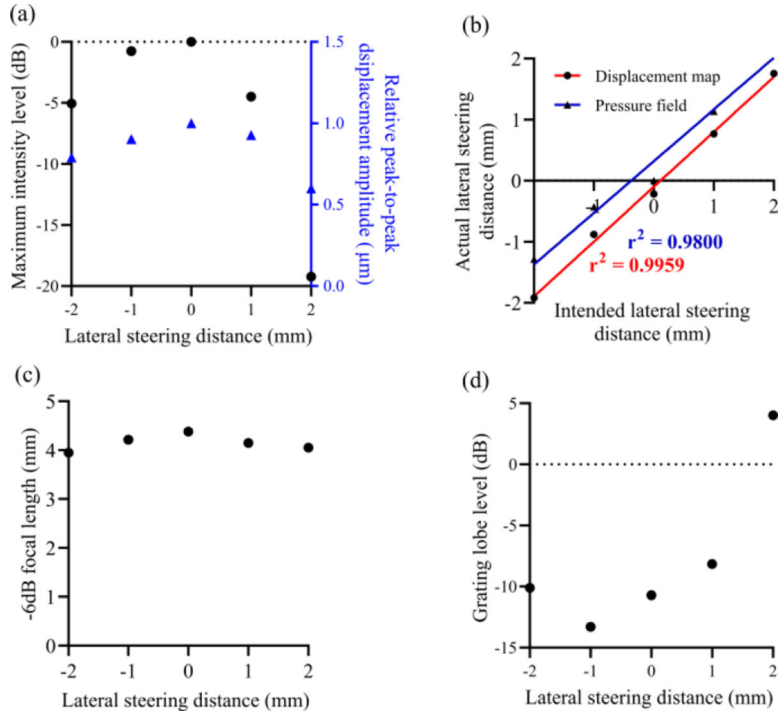 (a)
Maximum intensity level (dB)
0
-5
-10
-15
-20
-2
-1
0
1
2
Lateral steering distance (mm)
1.5
1.0
0.5
0.0
Relative peak-to-peak
dsiplacement amplitude (μm)
(b)
Actual lateral steering
distance (mm)
2
1
0
-1
-2
-1
0
1
2
Displacement map
Pressure field
r² = 0.9800
r² = 0.9959
Intended lateral steering
distance (mm)
(c)
-6dB focal length (mm)
5
4
3
2
1
0
-2
-1
0
1
2
Lateral steering distance (mm)
(d)
Grating lobe level (dB)
5
0
-5
-10
-15
-2
-1
0
1
2
Lateral steering distance (mm)